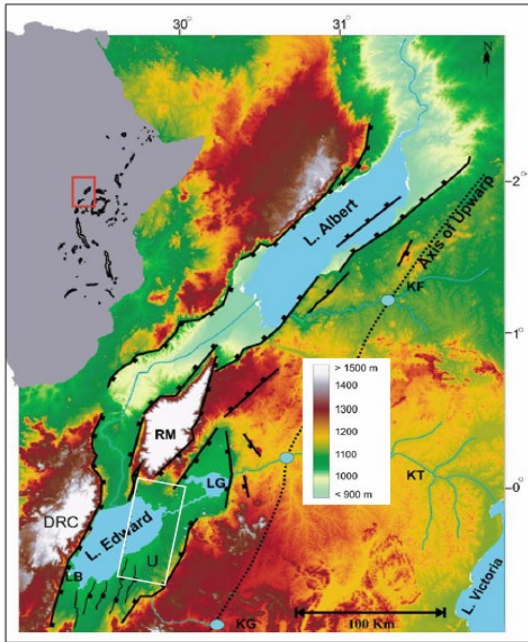 30°
31°
N
2°
L. Albert
Axis of Upwarp
KF
1°
> 1500 m
1400
1300
1200
1100
1000
< 900 m
RM
KT
LG
0°
DRC
L. Edward
LB
U
L. Victoria
KG
100 Km